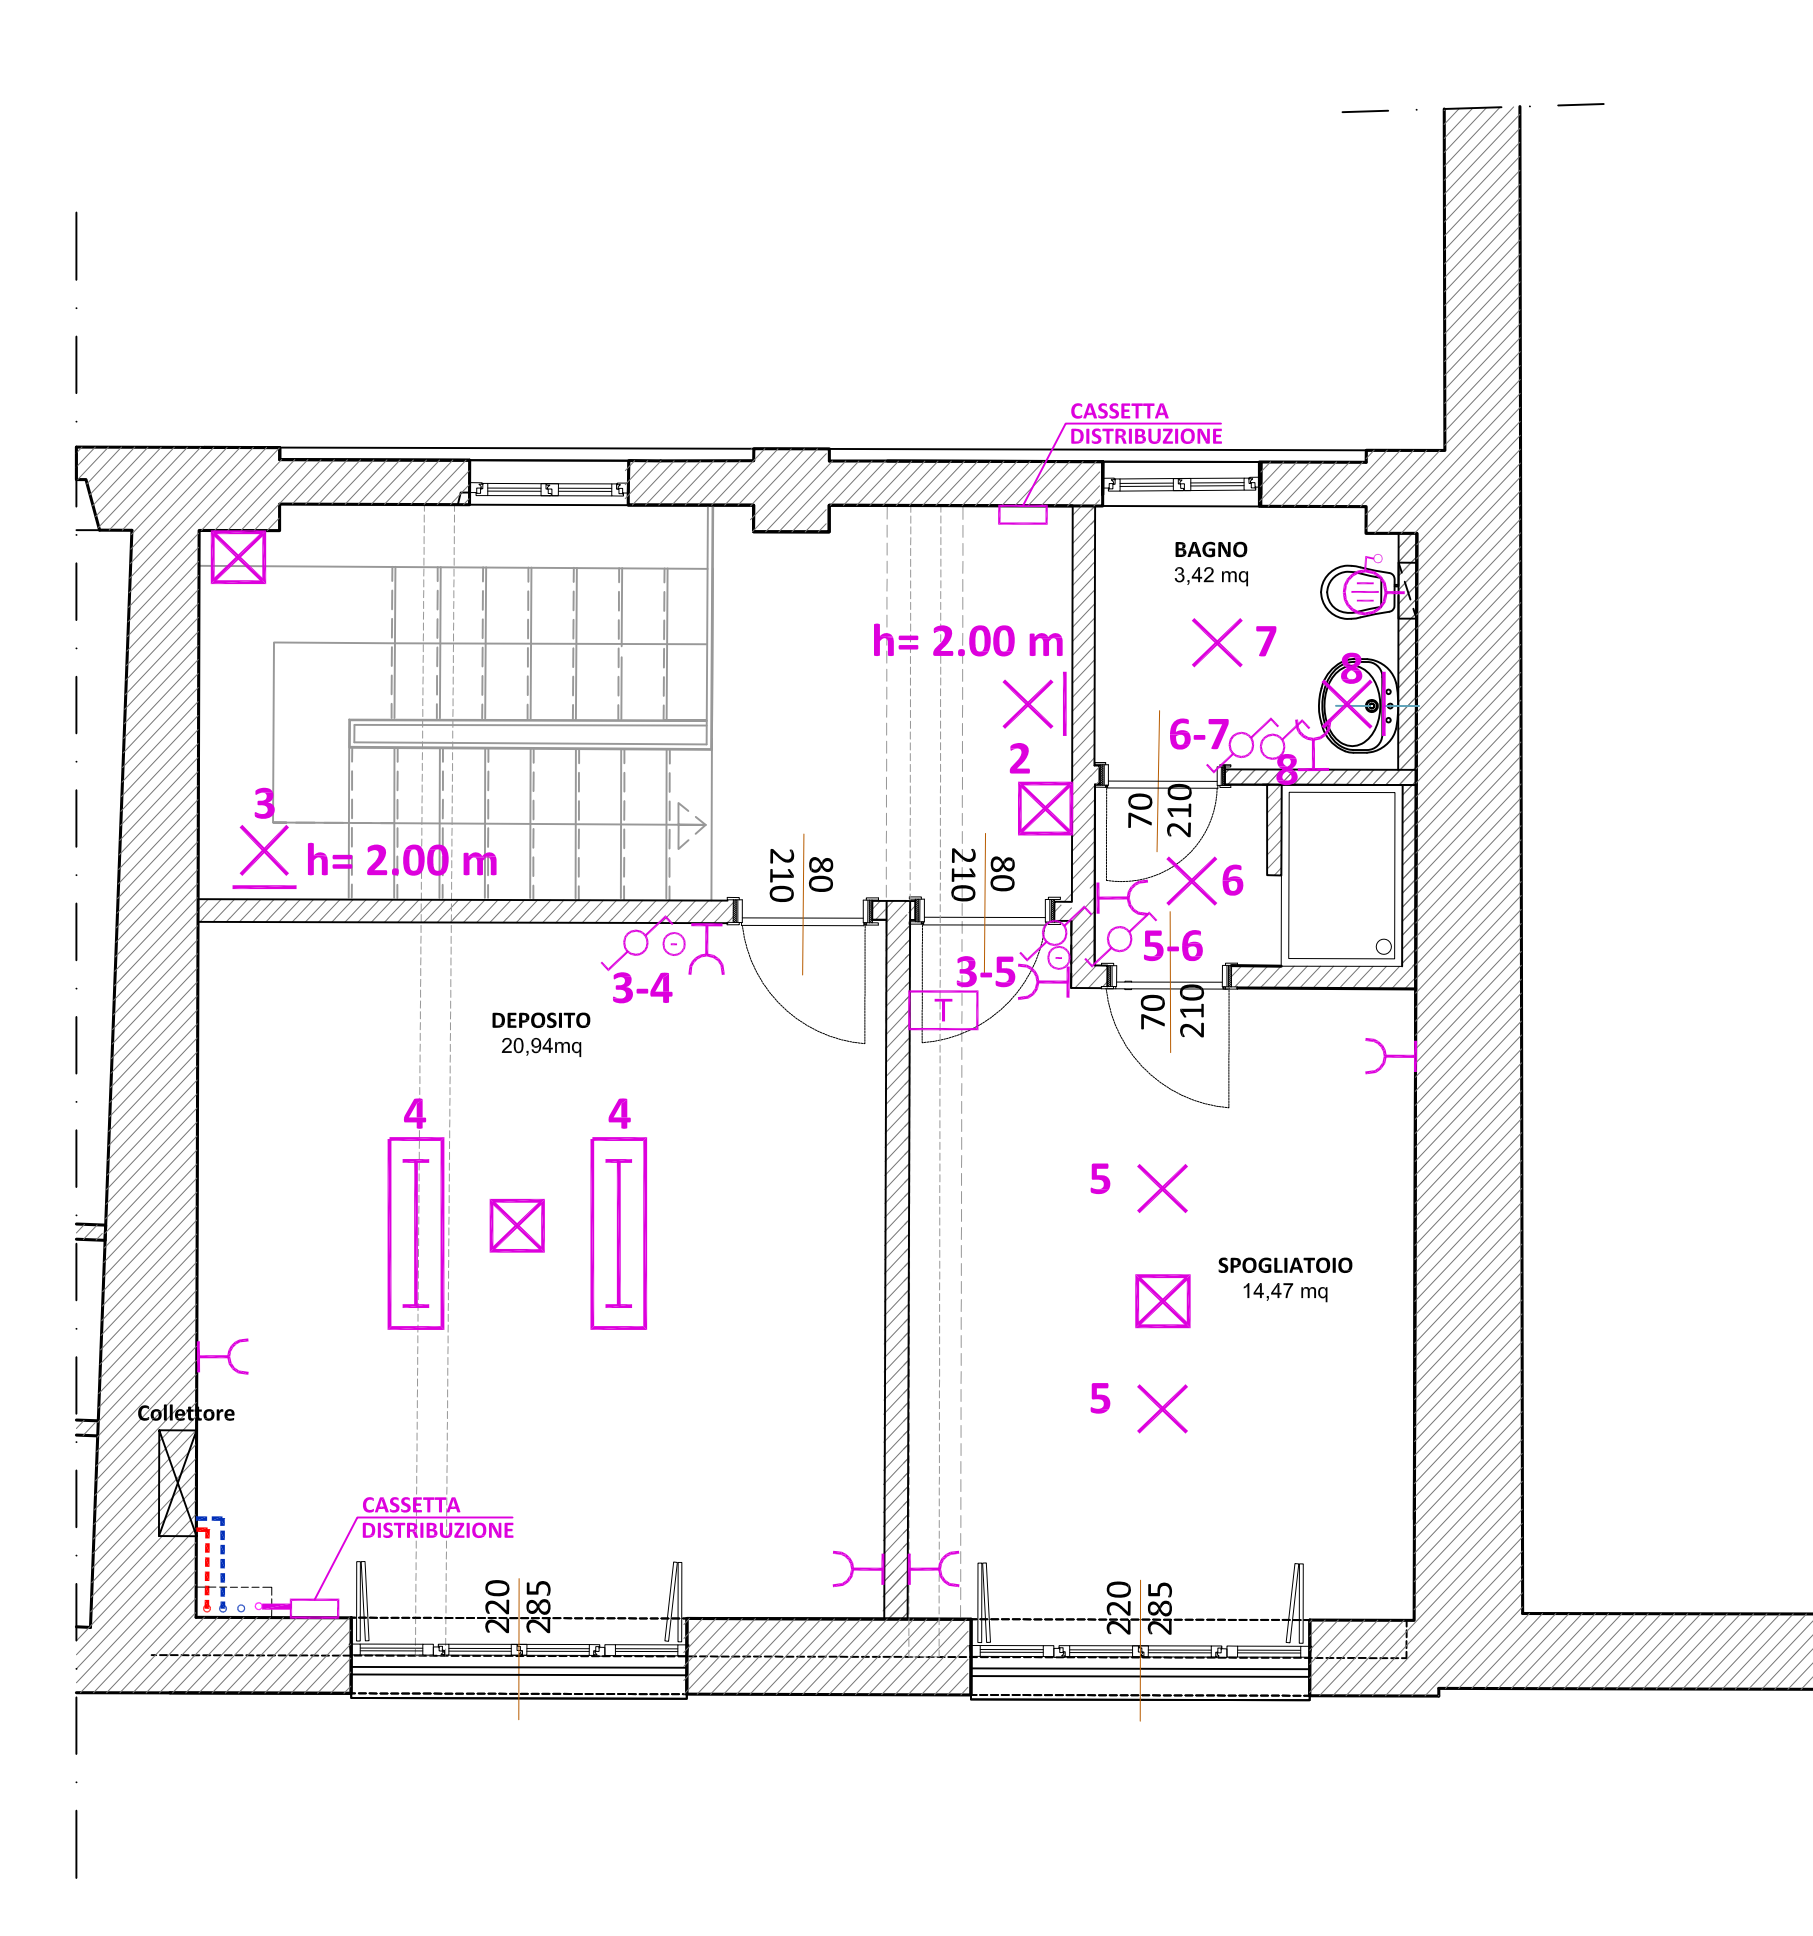 CASSETTA
DISTRIBUZIONE
BAGNO
3,42 mq
h= 2.00 m
7
8
6-7
2
8
3
h= 2.00 m
70
210
210
80
210
80
6
5-6
3-5
3-4
T
70
210
DEPOSITO
20,94mq
4
4
5
SPOGLIATOIO
14,47 mq
5
Collettore
CASSETTA
DISTRIBUZIONE
220
285
220
285